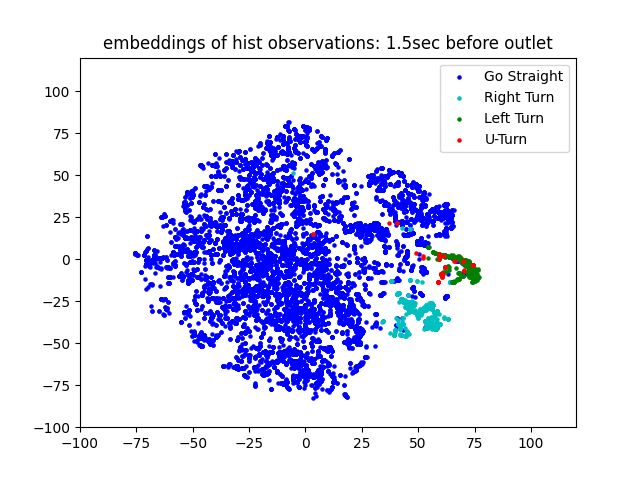 embeddings of hist observations: 1.5sec before outlet
Go Straight
Right Turn
Left Turn
U-Turn
100
75
50
25
0
−25
−50
−75
−100
−100 −75 −50 −25 0 25 50 75 100